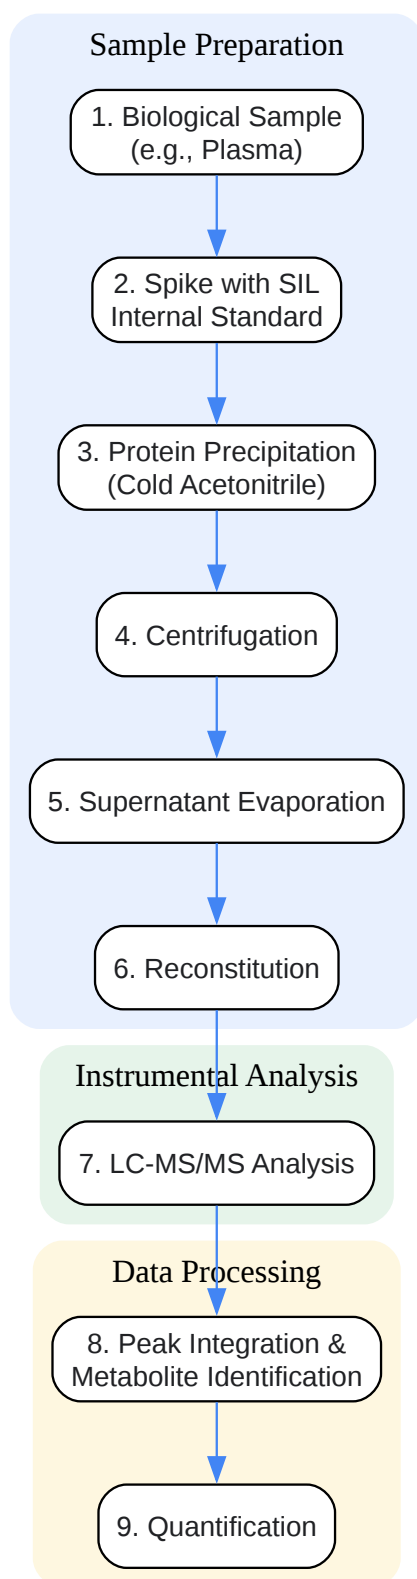 Sample Preparation
1. Biological Sample
(e.g., Plasma)
2. Spike with SIL
Internal Standard
3. Protein Precipitation
(Cold Acetonitrile)
4. Centrifugation
5. Supernatant Evaporation
6. Reconstitution
Instrumental Analysis
7. LC-MS/MS Analysis
Data Processing
8. Peak Integration &
Metabolite Identification
9. Quantification